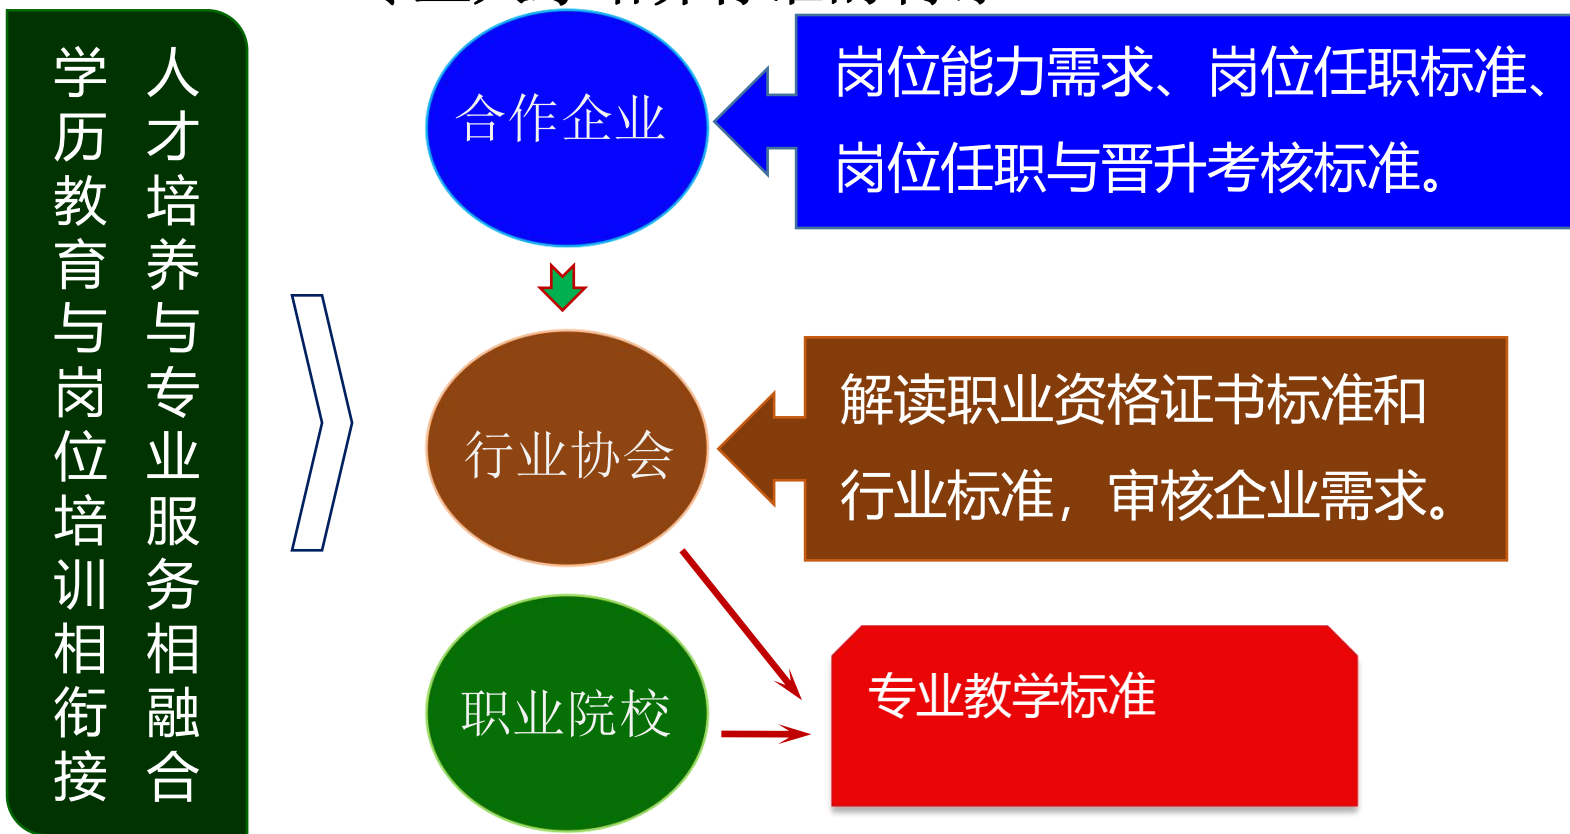 人才培养与专业服务相融合
学历教育与岗位培训相衔接
合作企业
岗位能力需求、岗位任职标准、
岗位任职与晋升考核标准。
行业协会
解读职业资格证书标准和
行业标准，审核企业需求。
职业院校
专业教学标准